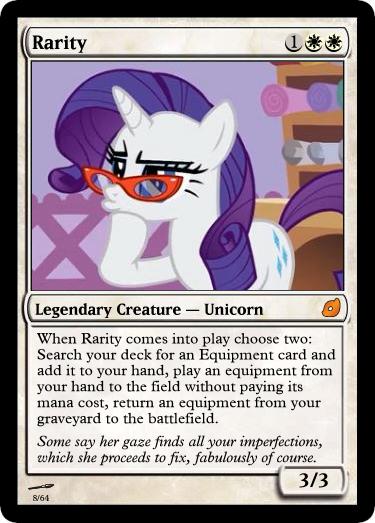 Rarity 1
Legendary Creature — Unicorn
When Rarity comes into play choose two:
Search your deck for an Equipment card and
add it to your hand, play an equipment from
your hand to the field without paying its
mana cost, return an equipment from your
graveyard to the battlefield.
Some say her gaze finds all your imperfections,
which she proceeds to fix, fabulously of course.
3/3
8/64